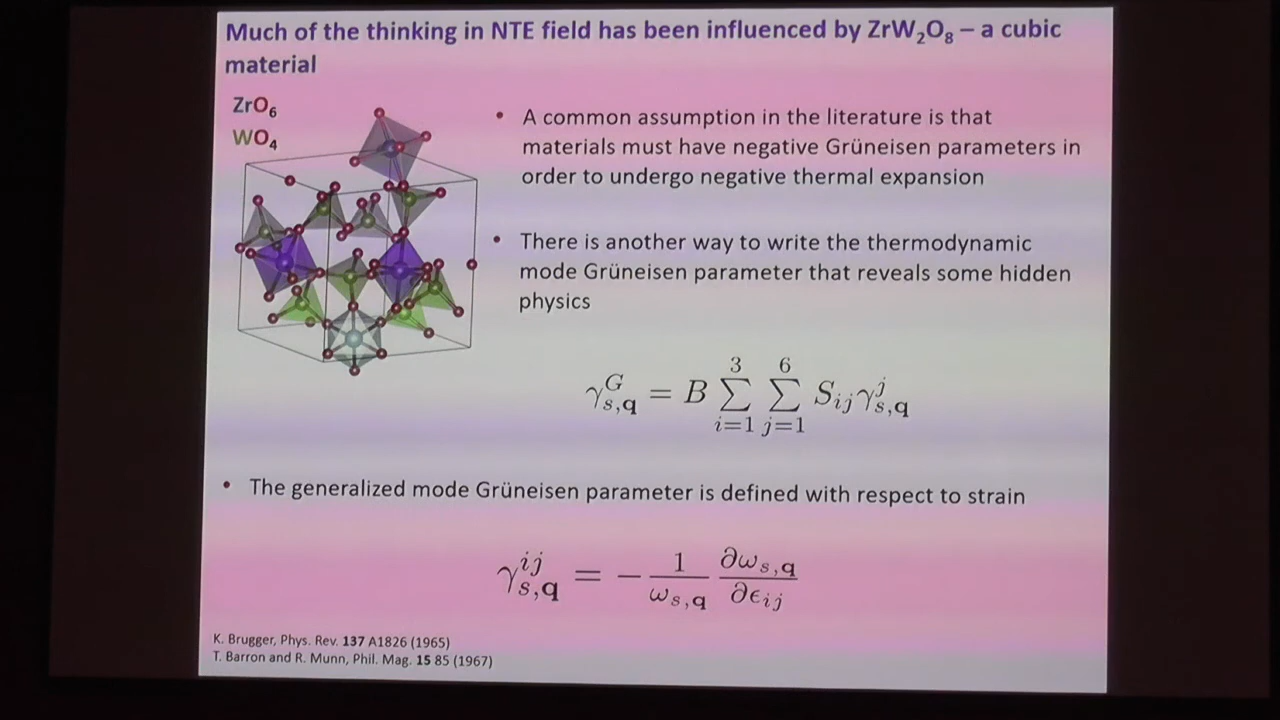 Much of the thinking in NTE field has been influenced by ZrW₂O₈ – a cubic
material
ZrO₆
WO₄
• A common assumption in the literature is that
materials must have negative Grüneisen parameters in
order to undergo negative thermal expansion
• There is another way to write the thermodynamic
mode Grüneisen parameter that reveals some hidden
physics
γ^G_{s,q} = B ∑_{i=1}^{3} ∑_{j=1}^{6} S_{ij} γ^j_{s,q}
• The generalized mode Grüneisen parameter is defined with respect to strain
γ^{ij}_{s,q} = − \frac{1}{ω_{s,q}} \frac{∂ω_{s,q}}{∂ϵ_{ij}}
K. Brugger, Phys. Rev. 137 A1826 (1965)
T. Barron and R. Munn, Phil. Mag. 15 85 (1967)